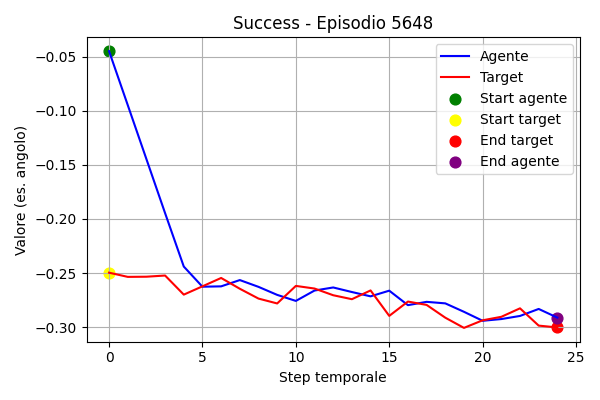 Success - Episodio 5648
Agente
Target
Start agente
Start target
End target
End agente
Valore (es. angolo)
−0.05
−0.10
−0.15
−0.20
−0.25
−0.30
0
5
10
15
20
25
Step temporale